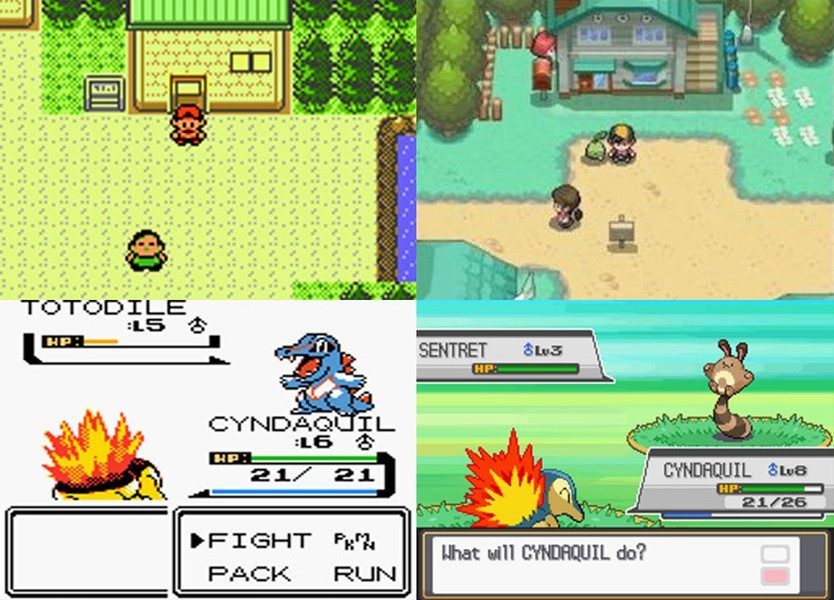 TOTODILE
:L5 ♂
HP:
CYNDAQUIL
:L6 ♂
HP:
21/ 21
FIGHT PKMN
PACK RUN
SENTRET ♂Lv3
HP:
CYNDAQUIL ♂Lv8
HP:
21/26
What will CYNDAQUIL do?